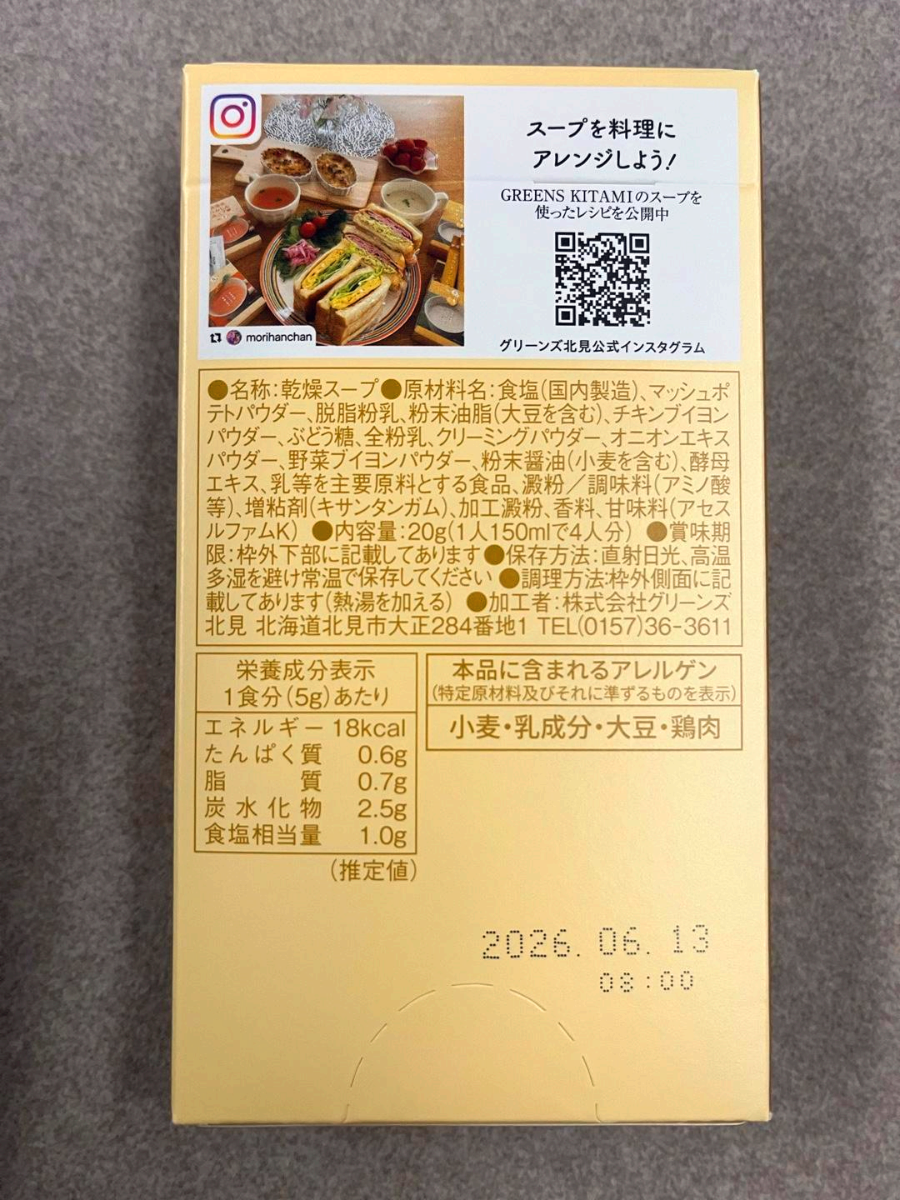 スープを料理に
アレンジしよう!
GREENS KITAMIのスープを
使ったレシピを公開中
morihanchan
グリーンズ北見公式インスタグラム
●名称:乾燥スープ●原材料名:食塩(国内製造)、マッシュポ
テトパウダー、脱脂粉乳、粉末油脂(大豆を含む)、チキンブイヨン
パウダー、ぶどう糖、全粉乳、クリーミングパウダー、オニオンエキス
パウダー、野菜ブイヨンパウダー、粉末醤油(小麦を含む)、酵母
エキス、乳等を主要原料とする食品、澱粉/調味料(アミノ酸
等)、増粘剤(キサンタンガム)、加工澱粉、香料、甘味料(アセス
ルファムK) ●内容量:20g(1人150mlで4人分) ●賞味期
限:枠外下部に記載してあります●保存方法:直射日光、高温
多湿を避け常温で保存してください ●調理方法:枠外側面に記
載してあります(熱湯を加える) ●加工者:株式会社グリーンズ
北見 北海道北見市大正284番地1 TEL(0157)36-3611
栄養成分表示
1食分(5g)あたり
エネルギー 18kcal
たんぱく質 0.6g
脂質 0.7g
炭水化物 2.5g
食塩相当量 1.0g
(推定値)
本品に含まれるアレルゲン
(特定原材料及びそれに準ずるものを表示)
小麦・乳成分・大豆・鶏肉
2026.06.13
08:00